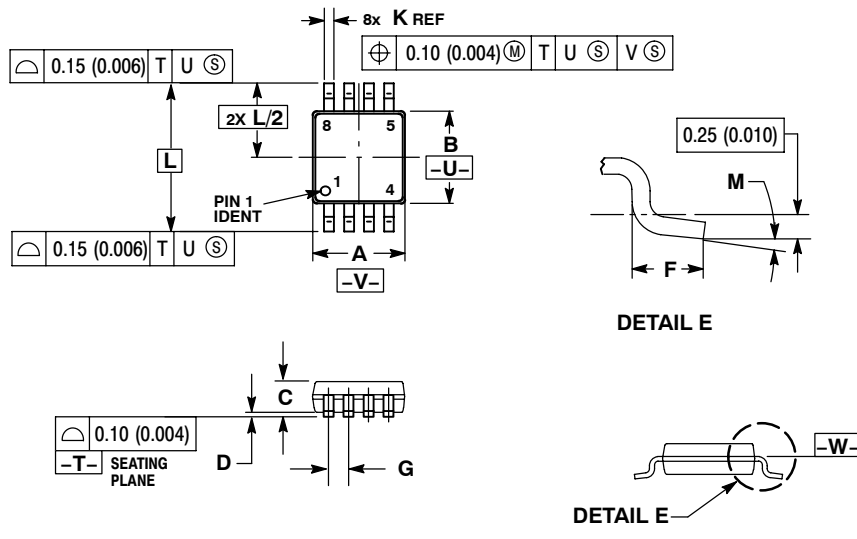 8x K REF
⌖ 0.10 (0.004) Ⓜ T U Ⓢ V Ⓢ
⌓ 0.15 (0.006) T U Ⓢ
2X L/2
8 5
B
-U-
L
1
4
PIN 1
IDENT
⌓ 0.15 (0.006) T U Ⓢ
A
-V-
0.25 (0.010)
M
F
DETAIL E
C
⌓ 0.10 (0.004)
-T- SEATING
PLANE
D
G
-W-
DETAIL E